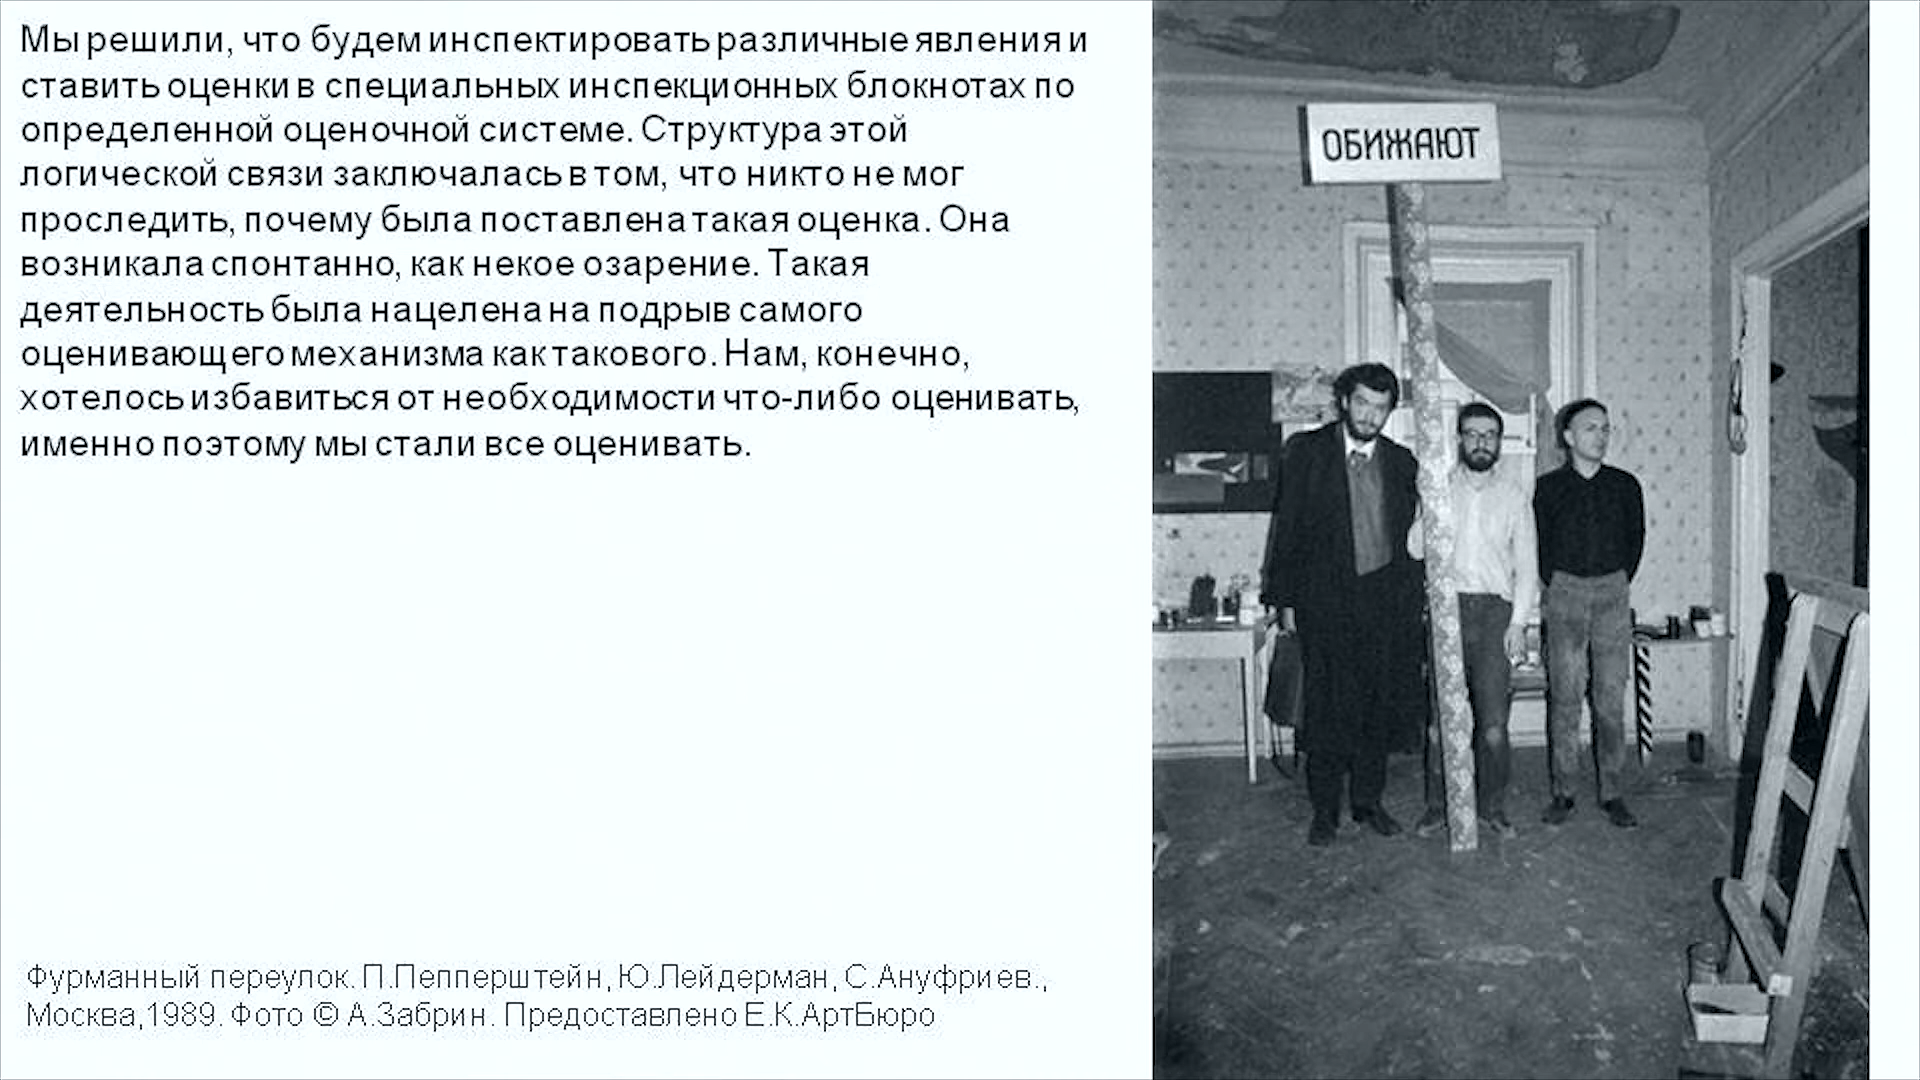 Мы решили, что будем инспектировать различные явления и
ставить оценки в специальных инспекционных блокнотах по
определенной оценочной системе. Структура этой
логической связи заключалась в том, что никто не мог
проследить, почему была поставлена такая оценка. Она
возникала спонтанно, как некое озарение. Такая
деятельность была нацелена на подрыв самого
оценивающего механизма как такового. Нам, конечно,
хотелось избавиться от необходимости что-либо оценивать,
именно поэтому мы стали все оценивать.
ОБИЖАЮТ
Фурманный переулок. П.Пепперштейн, Ю.Лейдерман, С.Ануфриев.,
Москва,1989. Фото © А.Забрин. Предоставлено Е.К.АртБюро